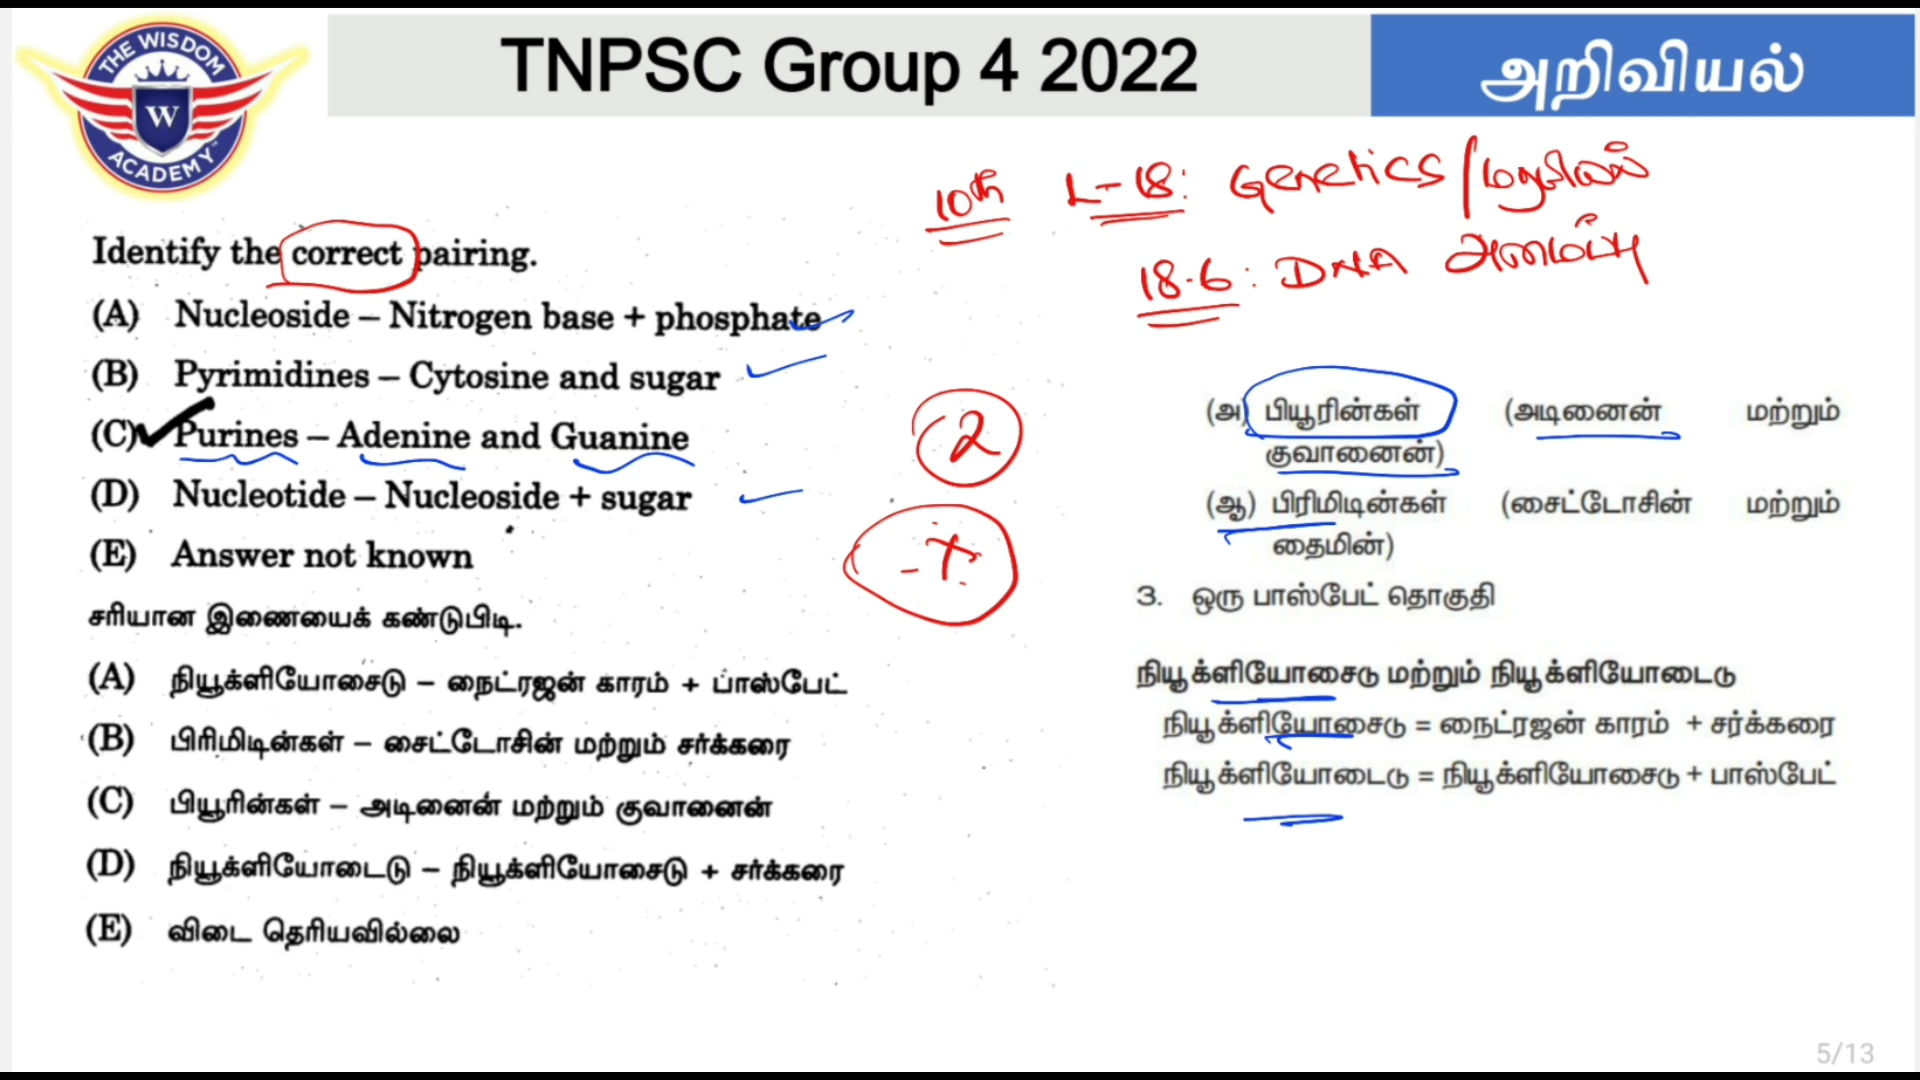 THE WISDOM
W
ACADEMY™
TNPSC Group 4 2022
அறிவியல்
10th L-18: Genetics / மரபியல்
18.6: DNA அமைப்பு
Identify the correct pairing.
(A) Nucleoside – Nitrogen base + phosphate
(B) Pyrimidines – Cytosine and sugar
(C) Purines – Adenine and Guanine
(D) Nucleotide – Nucleoside + sugar
(E) Answer not known
சரியான இணையைக் கண்டுபிடி.
(A) நியூக்ளியோசைடு – நைட்ரஜன் காரம் + பாஸ்பேட்
(B) பிரிமிடின்கள் – சைட்டோசின் மற்றும் சர்க்கரை
(C) பியூரின்கள் – அடினைன் மற்றும் குவானைன்
(D) நியூக்ளியோடைடு – நியூக்ளியோசைடு + சர்க்கரை
(E) விடை தெரியவில்லை
2
(அ) பியூரின்கள் (அடினைன் மற்றும்
குவானைன்)
(ஆ) பிரிமிடின்கள் (சைட்டோசின் மற்றும்
தைமின்)
3. ஒரு பாஸ்பேட் தொகுதி
நியூக்ளியோசைடு மற்றும் நியூக்ளியோடைடு
நியூக்ளியோசைடு = நைட்ரஜன் காரம் + சர்க்கரை
நியூக்ளியோடைடு = நியூக்ளியோசைடு + பாஸ்பேட்
5/13